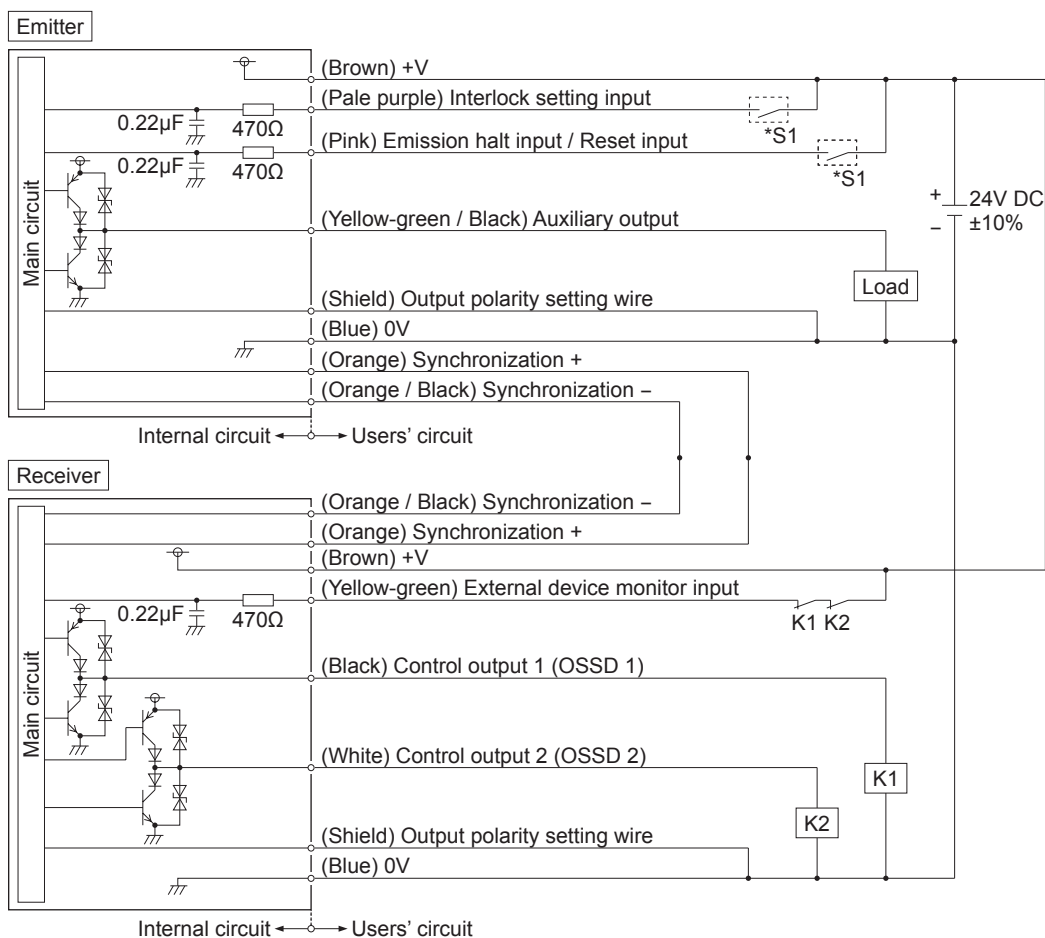 Emitter
Main circuit
(Brown) +V
(Pale purple) Interlock setting input
0.22μF
470Ω
*S1
(Pink) Emission halt input / Reset input
0.22μF
470Ω
*S1
+
−
24V DC
±10%
(Yellow-green / Black) Auxiliary output
Load
(Shield) Output polarity setting wire
(Blue) 0V
(Orange) Synchronization +
(Orange / Black) Synchronization −
Internal circuit
Users' circuit
Receiver
Main circuit
(Orange / Black) Synchronization −
(Orange) Synchronization +
(Brown) +V
(Yellow-green) External device monitor input
0.22μF
470Ω
K1 K2
(Black) Control output 1 (OSSD 1)
(White) Control output 2 (OSSD 2)
K1
K2
(Shield) Output polarity setting wire
(Blue) 0V
Internal circuit
Users' circuit